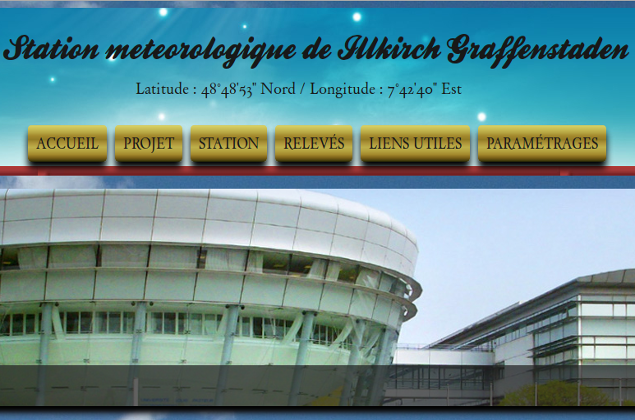 Station meteorologique de Illkirch Graffenstaden
Latitude : 48°48'53" Nord / Longitude : 7°42'40" Est
ACCUEIL PROJET STATION RELEVÉS LIENS UTILES PARAMÉTRAGES